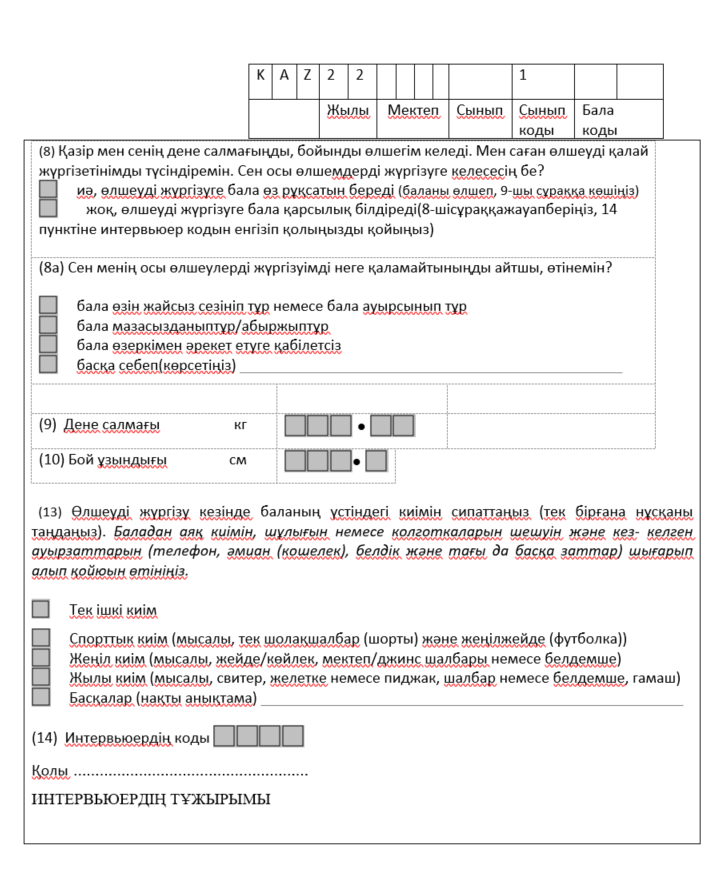 K A Z 2 2 1
Жылы Мектеп Сынып Сынып Бала
коды коды
(8) Қазір мен сенің дене салмағыңды, бойынды өлшегім келеді. Мен саған өлшеуді қалай
жүргізетінімды түсіндіремін. Сен осы өлшемдерді жүргізуге келесесің бе?
иә, өлшеуді жүргізуге бала өз рұқсатын береді (баланы өлшеп, 9-шы сұраққа көшіңіз)
жоқ, өлшеуді жүргізуге бала қарсылық білдіреді(8-шісұраққажауапберіңіз, 14
пунктіне интервьюер кодын енгізіп қолыңызды қойыңыз)
(8а) Сен менің осы өлшеулерді жүргізуімді неге қаламайтыныңды айтшы, өтінемін?
бала өзін жайсыз сезініп тұр немесе бала ауырсынып тұр
бала мазасызданыптұр/абыржыптұр
бала өзеркімен әрекет етуге қабілетсіз
басқа себеп(көрсетіңіз)
(9) Дене салмағы кг
(10) Бой ұзындығы см
(13) Өлшеуді жүргізу кезінде баланың үстіндегі киімін сипаттаңыз (тек бірғана нұсқаны
таңдаңыз). Баладан аяқ киімін, шұлығын немесе колготкаларын шешуін және кез- келген
ауырзаттарын (телефон, әмиан (кошелек), белдік және тағы да басқа заттар) шығарып
алып қойюын өтініңіз.
Тек ішкі киім
Спорттық киім (мысалы, тек шолақшалбар (шорты) және жеңілжейде (футболка))
Жеңіл киім (мысалы, жейде/көйлек, мектеп/джинс шалбары немесе белдемше)
Жылы киім (мысалы, свитер, желетке немесе пиджак, шалбар немесе белдемше, гамаш)
Басқалар (нақты анықтама)
(14) Интервьюердің коды
Қолы ......................................................
ИНТЕРВЬЮЕРДІҢ ТҰЖЫРЫМЫ